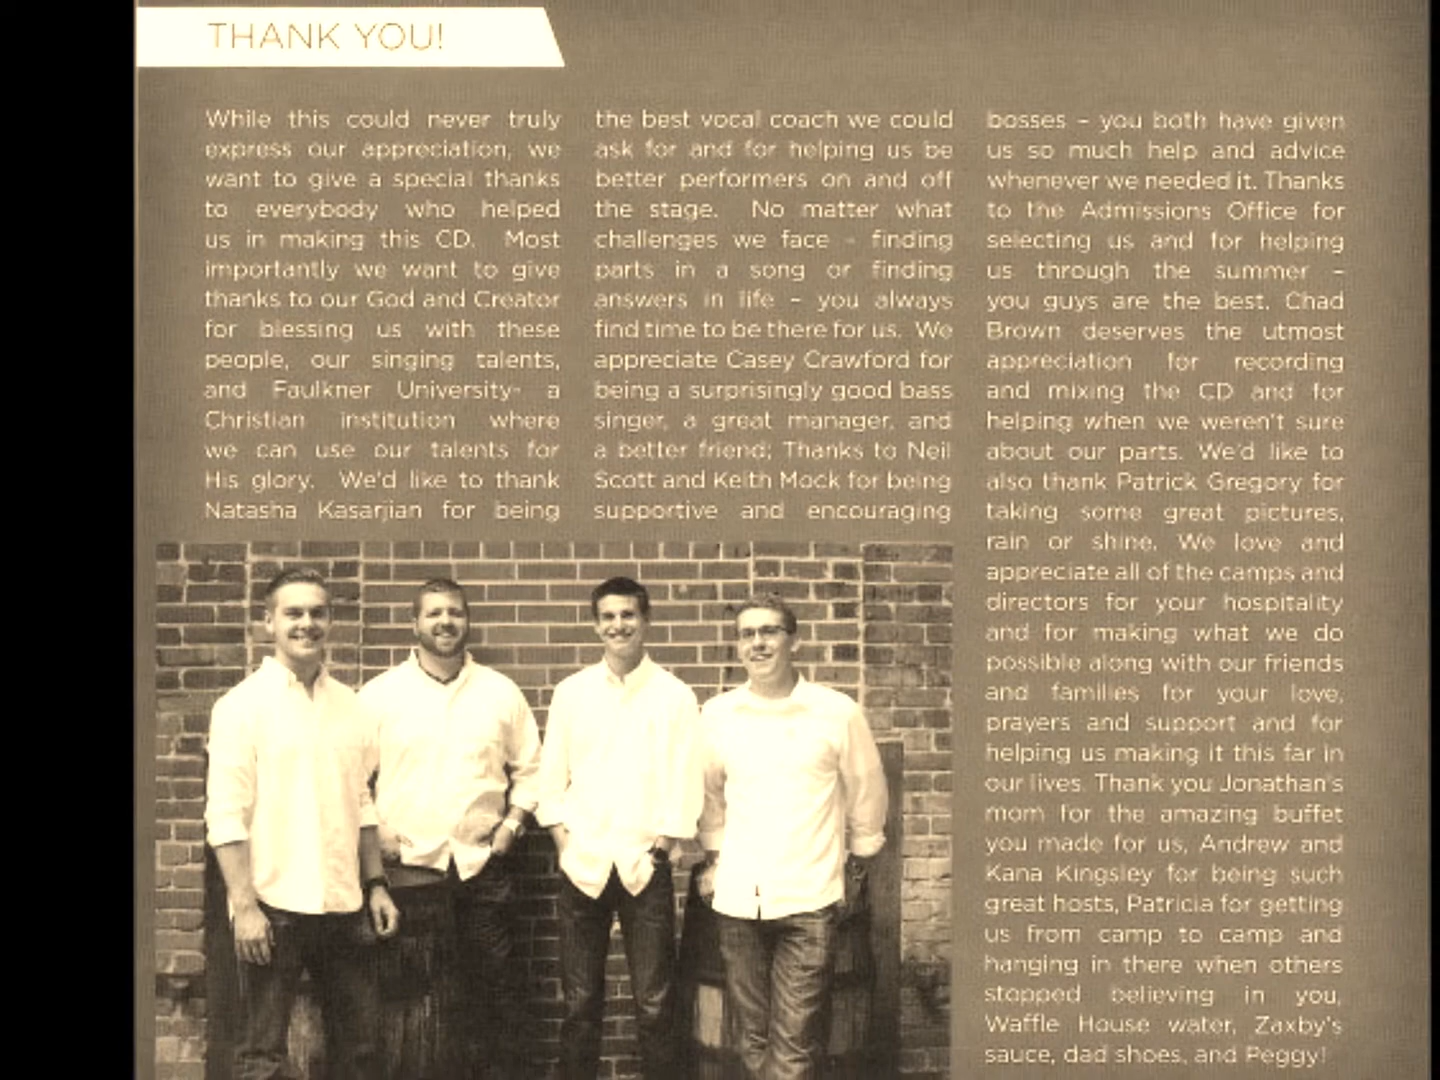 THANK YOU!
While this could never truly
express our appreciation, we
want to give a special thanks
to everybody who helped
us in making this CD. Most
importantly we want to give
thanks to our God and Creator
for blessing us with these
people, our singing talents,
and Faulkner University- a
Christian institution where
we can use our talents for
His glory. We'd like to thank
Natasha Kasarjian for being
the best vocal coach we could
ask for and for helping us be
better performers on and off
the stage. No matter what
challenges we face - finding
parts in a song or finding
answers in life – you always
find time to be there for us. We
appreciate Casey Crawford for
being a surprisingly good bass
singer, a great manager, and
a better friend; Thanks to Neil
Scott and Keith Mock for being
supportive and encouraging
bosses – you both have given
us so much help and advice
whenever we needed it. Thanks
to the Admissions Office for
selecting us and for helping
us through the summer –
you guys are the best. Chad
Brown deserves the utmost
appreciation for recording
and mixing the CD and for
helping when we weren't sure
about our parts. We'd like to
also thank Patrick Gregory for
taking some great pictures,
rain or shine. We love and
appreciate all of the camps and
directors for your hospitality
and for making what we do
possible along with our friends
and families for your love,
prayers and support and for
helping us making it this far in
our lives. Thank you Jonathan's
mom for the amazing buffet
you made for us, Andrew and
Kana Kingsley for being such
great hosts, Patricia for getting
us from camp to camp and
hanging in there when others
stopped believing in you,
Waffle House water, Zaxby's
sauce, dad shoes, and Peggy!